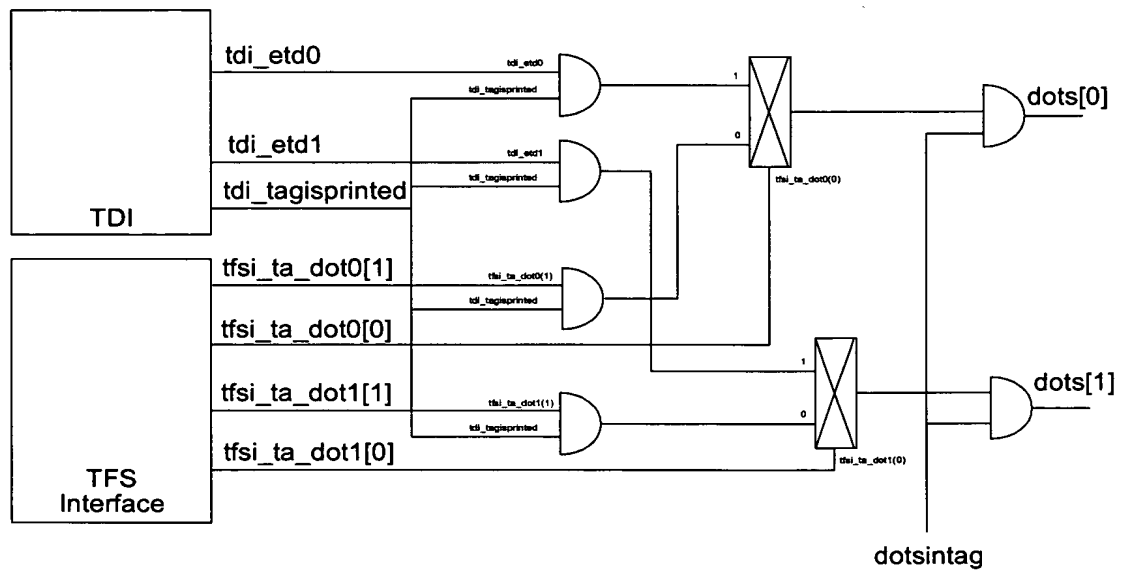 tdi_etd0
tdi_etd0
tdi_tagisprinted
1
0
dots[0]
tdi_etd1
tdi_etd1
tdi_tagisprinted
tdi_tagisprinted
TDI
tfsi_ta_dot0(0)
tfsi_ta_dot0[1]
tfsi_ta_dot0(1)
tdi_tagisprinted
tfsi_ta_dot0[0]
1
tfsi_ta_dot1[1]
tfsi_ta_dot1(1)
0
tdi_tagisprinted
dots[1]
tfsi_ta_dot1[0]
tfsi_ta_dot1(0)
TFS
Interface
dotsintag